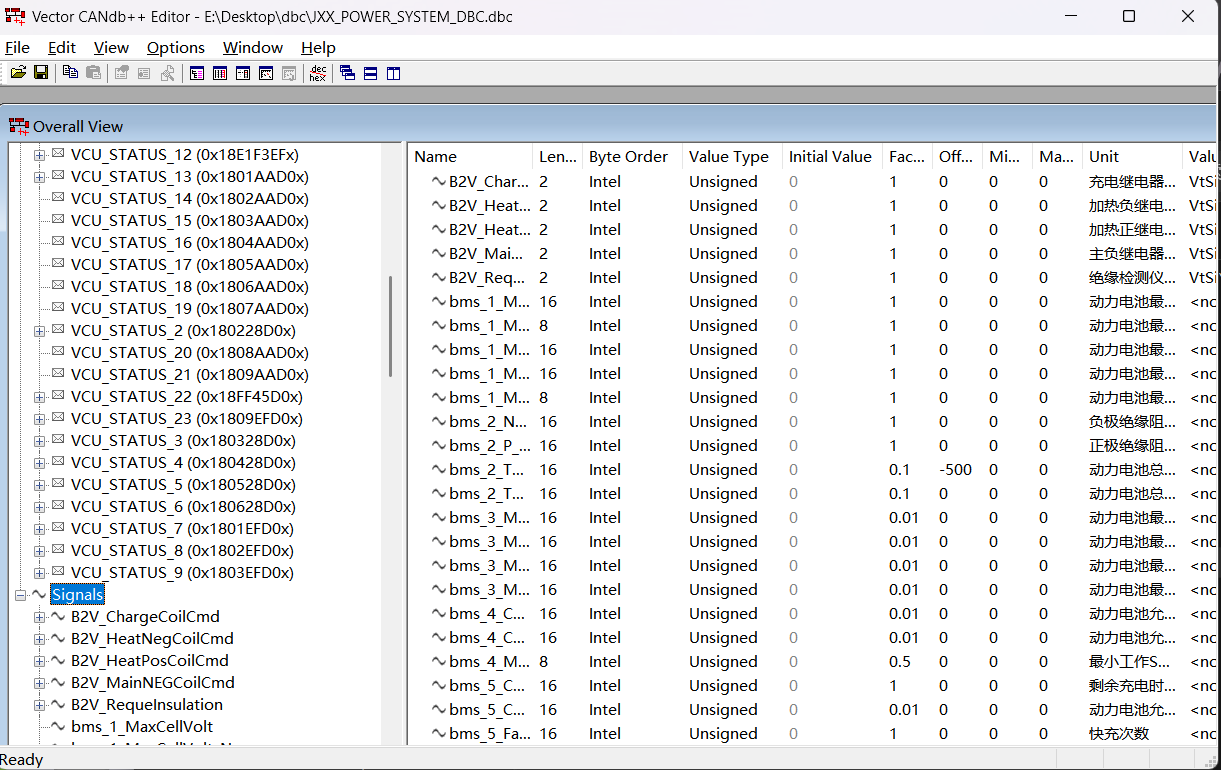 Vector CANdb++ Editor - E:\Desktop\dbc\JXX_POWER_SYSTEM_DBC.dbc
File Edit View Options Window Help
dec
hex
Overall View
VCU_STATUS_12 (0x18E1F3EFx)
VCU_STATUS_13 (0x1801AAD0x)
VCU_STATUS_14 (0x1802AAD0x)
VCU_STATUS_15 (0x1803AAD0x)
VCU_STATUS_16 (0x1804AAD0x)
VCU_STATUS_17 (0x1805AAD0x)
VCU_STATUS_18 (0x1806AAD0x)
VCU_STATUS_19 (0x1807AAD0x)
VCU_STATUS_2 (0x180228D0x)
VCU_STATUS_20 (0x1808AAD0x)
VCU_STATUS_21 (0x1809AAD0x)
VCU_STATUS_22 (0x18FF45D0x)
VCU_STATUS_23 (0x1809EFD0x)
VCU_STATUS_3 (0x180328D0x)
VCU_STATUS_4 (0x180428D0x)
VCU_STATUS_5 (0x180528D0x)
VCU_STATUS_6 (0x180628D0x)
VCU_STATUS_7 (0x1801EFD0x)
VCU_STATUS_8 (0x1802EFD0x)
VCU_STATUS_9 (0x1803EFD0x)
Signals
B2V_ChargeCoilCmd
B2V_HeatNegCoilCmd
B2V_HeatPosCoilCmd
B2V_MainNEGCoilCmd
B2V_RequeInsulation
bms_1_MaxCellVolt
Name Len... Byte Order Value Type Initial Value Fac... Off... Mi... Ma... Unit Valu
B2V_Char... 2 Intel Unsigned 0 1 0 0 0 充电继电器... VtSi
B2V_Heat... 2 Intel Unsigned 0 1 0 0 0 加热负继电... VtSi
B2V_Heat... 2 Intel Unsigned 0 1 0 0 0 加热正继电... VtSi
B2V_Mai... 2 Intel Unsigned 0 1 0 0 0 主负继电器... VtSi
B2V_Req... 2 Intel Unsigned 0 1 0 0 0 绝缘检测仪... VtSi
bms_1_M... 16 Intel Unsigned 0 1 0 0 0 动力电池最... <nc
bms_1_M... 8 Intel Unsigned 0 1 0 0 0 动力电池最... <nc
bms_1_M... 16 Intel Unsigned 0 1 0 0 0 动力电池最... <nc
bms_1_M... 16 Intel Unsigned 0 1 0 0 0 动力电池最... <nc
bms_1_M... 8 Intel Unsigned 0 1 0 0 0 动力电池最... <nc
bms_2_N... 16 Intel Unsigned 0 1 0 0 0 负极绝缘阻... <nc
bms_2_P_... 16 Intel Unsigned 0 1 0 0 0 正极绝缘阻... <nc
bms_2_T... 16 Intel Unsigned 0 0.1 -500 0 0 动力电池总... <nc
bms_2_T... 16 Intel Unsigned 0 0.1 0 0 0 动力电池总... <nc
bms_3_M... 16 Intel Unsigned 0 0.01 0 0 0 动力电池最... <nc
bms_3_M... 16 Intel Unsigned 0 0.01 0 0 0 动力电池最... <nc
bms_3_M... 16 Intel Unsigned 0 0.01 0 0 0 动力电池最... <nc
bms_3_M... 16 Intel Unsigned 0 0.01 0 0 0 动力电池最... <nc
bms_4_C... 16 Intel Unsigned 0 0.01 0 0 0 动力电池允... <nc
bms_4_C... 16 Intel Unsigned 0 0.01 0 0 0 动力电池允... <nc
bms_4_M... 8 Intel Unsigned 0 0.5 0 0 0 最小工作S... <nc
bms_5_C... 16 Intel Unsigned 0 1 0 0 0 剩余充电时... <nc
bms_5_C... 16 Intel Unsigned 0 0.01 0 0 0 动力电池允... <nc
bms_5_Fa... 16 Intel Unsigned 0 1 0 0 0 快充次数 <nc
Ready